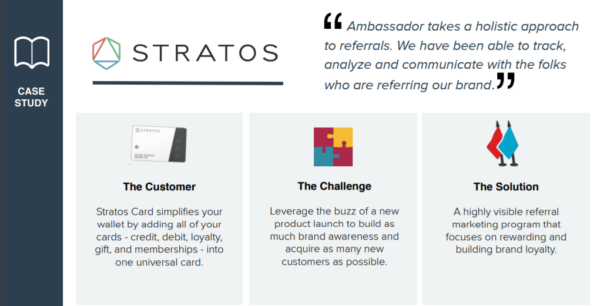 CASE
STUDY
STRATOS
“ Ambassador takes a holistic approach
to referrals. We have been able to track,
analyze and communicate with the folks
who are referring our brand.”
STRATOS
The Customer
Stratos Card simplifies your
wallet by adding all of your
cards - credit, debit, loyalty,
gift, and memberships - into
one universal card.
The Challenge
Leverage the buzz of a new
product launch to build as
much brand awareness and
acquire as many new
customers as possible.
The Solution
A highly visible referral
marketing program that
focuses on rewarding and
building brand loyalty.